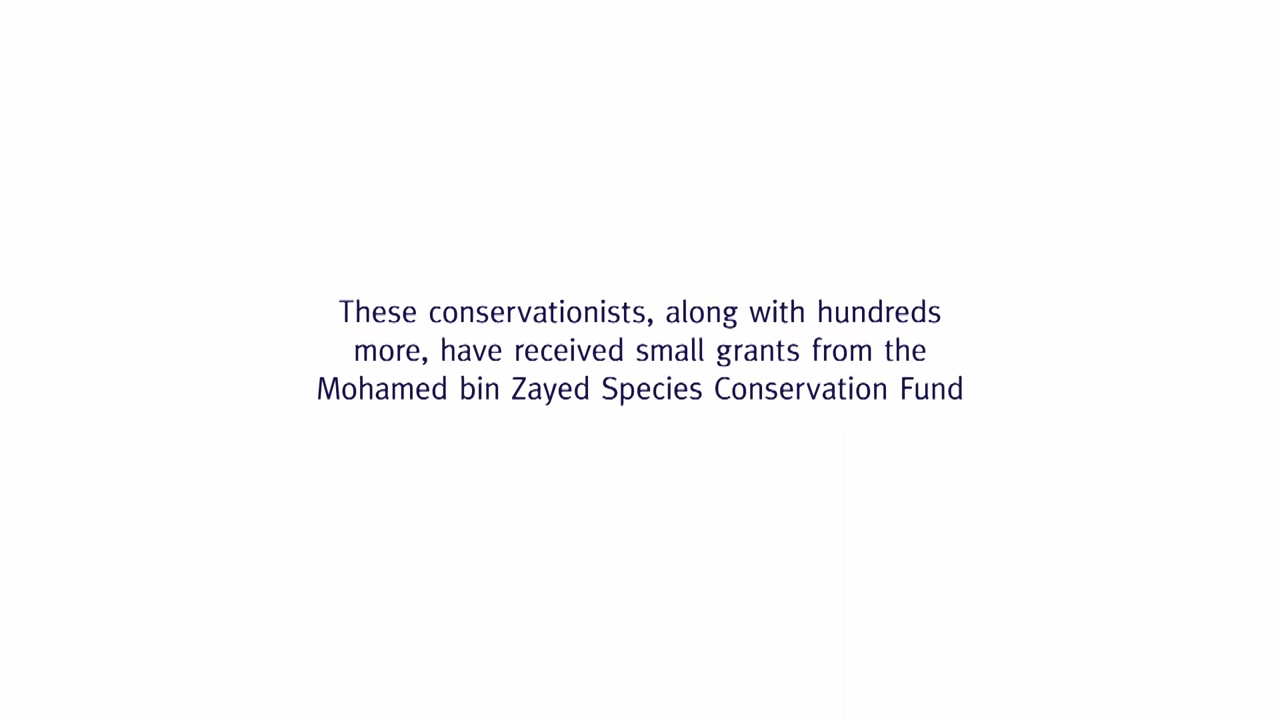 These conservationists, along with hundreds
more, have received small grants from the
Mohamed bin Zayed Species Conservation Fund